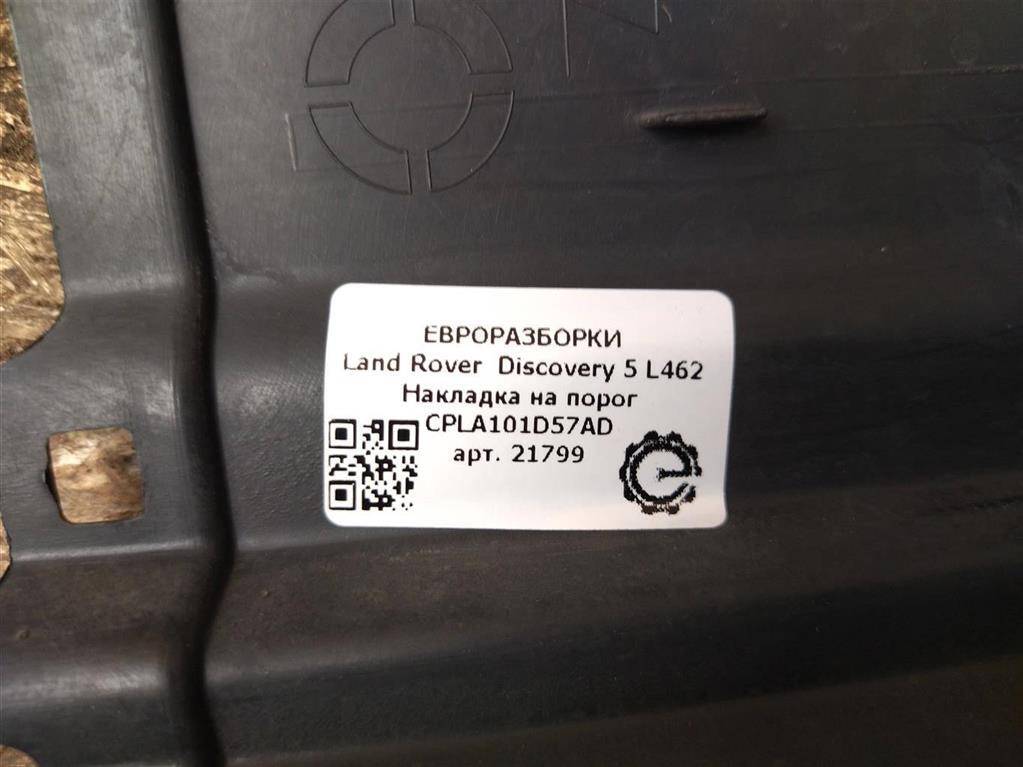 ЕВРОРАЗБОРКИ
Land Rover Discovery 5 L462
Накладка на порог
CPLA101D57AD
арт. 21799